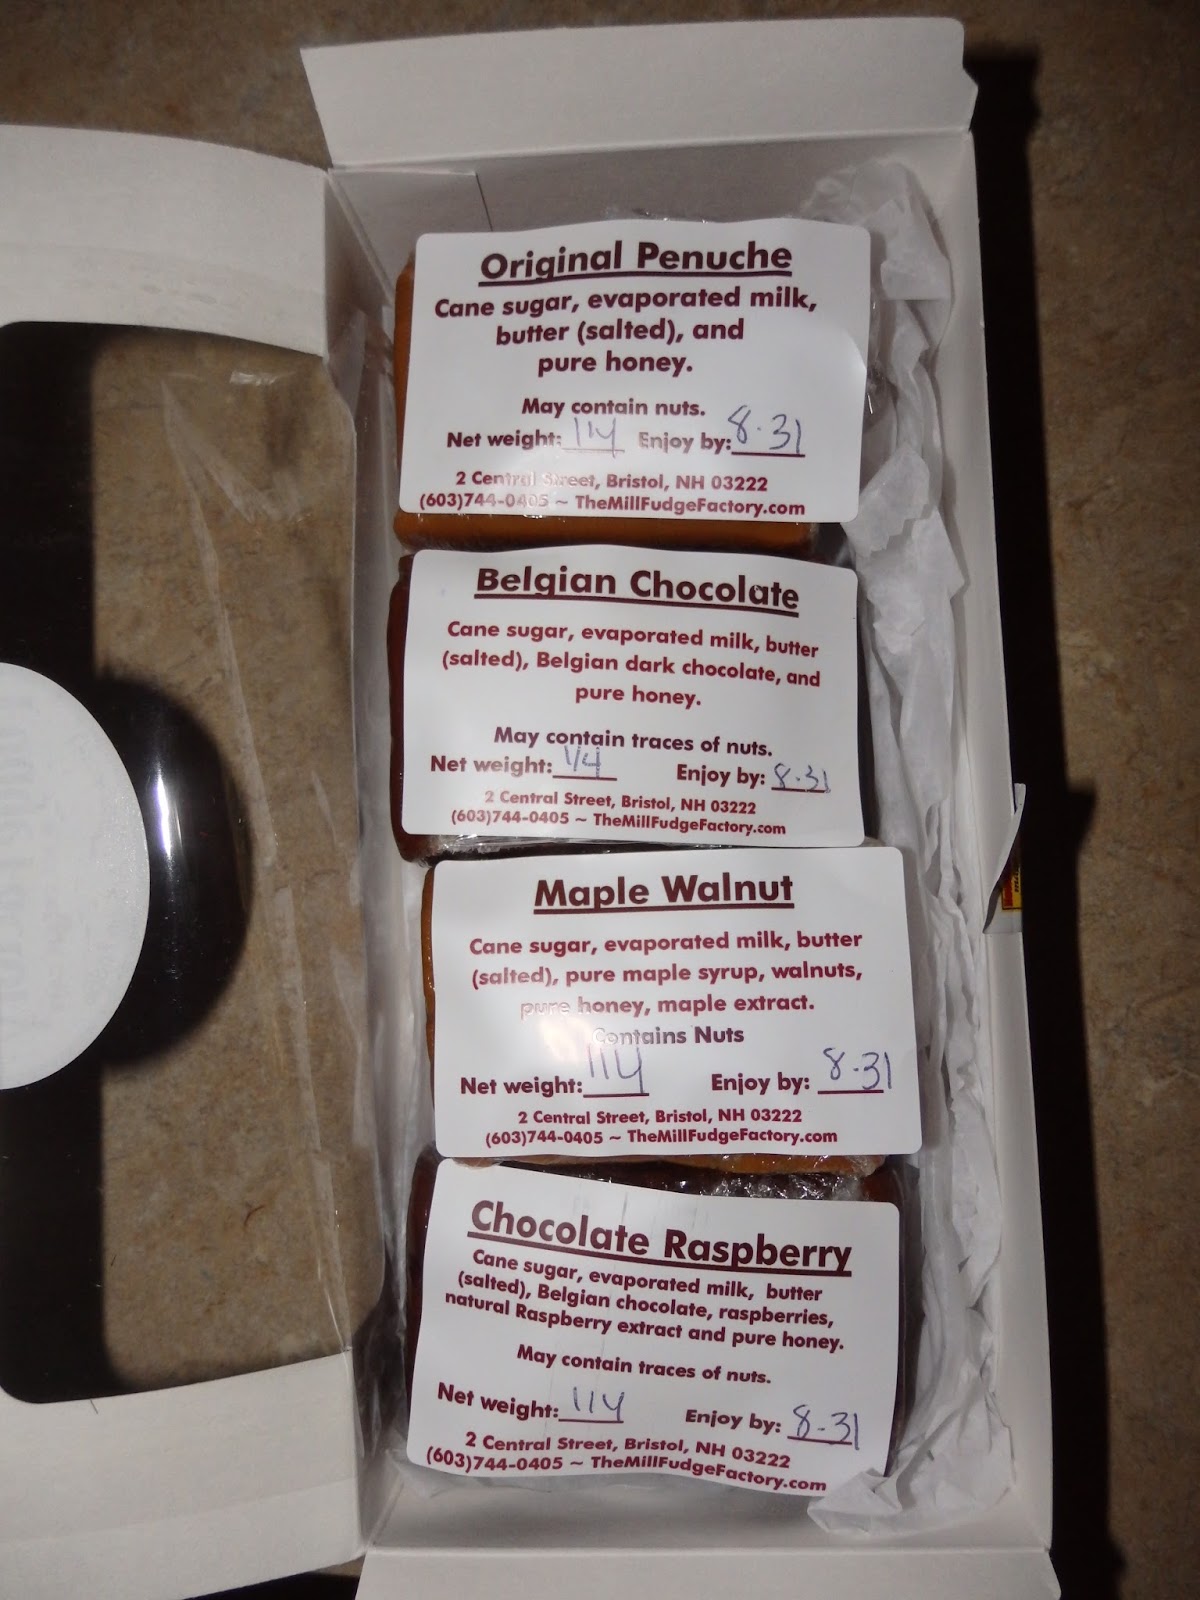 Original Penuche
Cane sugar, evaporated milk,
butter (salted), and
pure honey.
May contain nuts.
Net weight: 1/4 Enjoy by: 8.31
2 Central Street, Bristol, NH 03222
(603)744-0405 ~ TheMillFudgeFactory.com
Belgian Chocolate
Cane sugar, evaporated milk, butter
(salted), Belgian dark chocolate, and
pure honey.
May contain traces of nuts.
Net weight: 1/4 Enjoy by: 8.31
2 Central Street, Bristol, NH 03222
(603)744-0405 ~ TheMillFudgeFactory.com
Maple Walnut
Cane sugar, evaporated milk, butter
(salted), pure maple syrup, walnuts,
pure honey, maple extract.
Contains Nuts
Net weight: 1/4 Enjoy by: 8.31
2 Central Street, Bristol, NH 03222
(603)744-0405 ~ TheMillFudgeFactory.com
Chocolate Raspberry
Cane sugar, evaporated milk, butter
(salted), Belgian chocolate, raspberries,
natural Raspberry extract and pure honey.
May contain traces of nuts.
Net weight: 1/4 Enjoy by: 8.31
2 Central Street, Bristol, NH 03222
(603)744-0405 ~ TheMillFudgeFactory.com